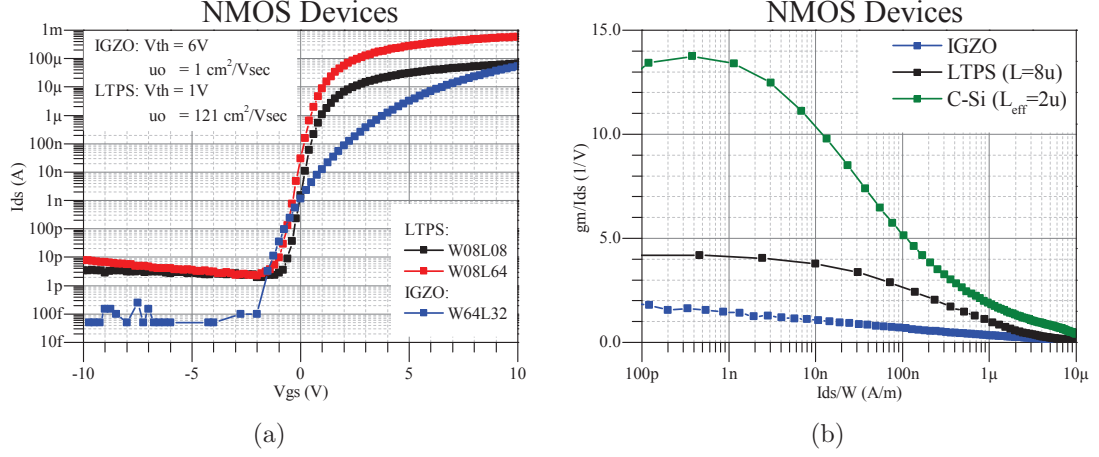 NMOS Devices
IGZO: Vth = 6V
uo = 1 cm²/Vsec
LTPS: Vth = 1V
uo = 121 cm²/Vsec
1m
100μ
10μ
1μ
100n
10n
1n
100p
10p
1p
100f
10f
Ids (A)
LTPS:
W08L08
W08L64
IGZO:
W64L32
-10 -5 0 5 10
Vgs (V)
(a)
NMOS Devices
IGZO
LTPS (L=8u)
C-Si (L_eff=2u)
15.0
10.0
5.0
0.0
gm/Ids (1/V)
100p 1n 10n 100n 1μ 10μ
Ids/W (A/m)
(b)